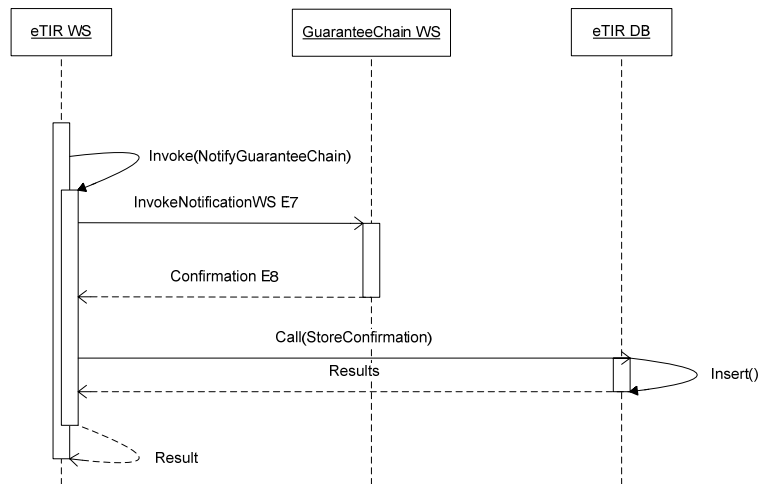 eTIR WS
GuaranteeChain WS
eTIR DB
Invoke(NotifyGuaranteeChain)
InvokeNotificationWS E7
Confirmation E8
Call(StoreConfirmation)
Results
Insert()
Result